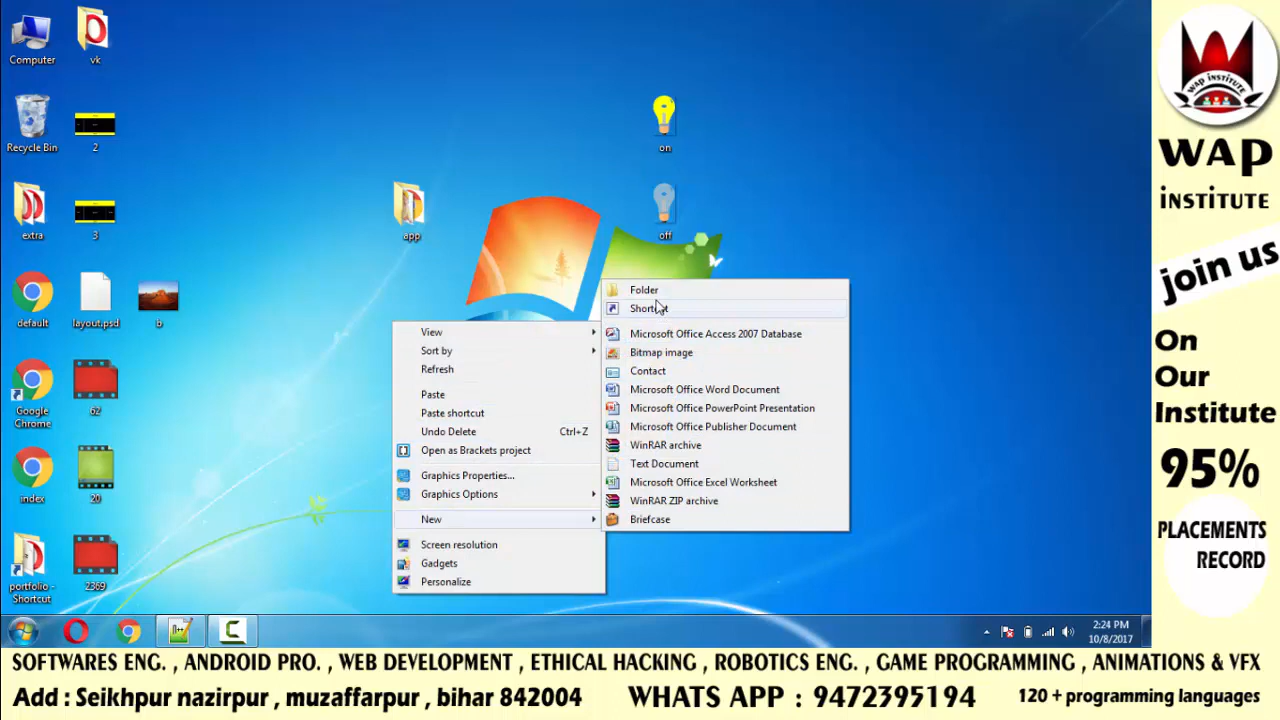 Computer
vk
Recycle Bin
2
on
extra
3
app
off
default
layout.psd
b
Google
Chrome
62
index
20
portfolio -
Shortcut
2369
View
Sort by
Refresh
Paste
Paste shortcut
Undo Delete Ctrl+Z
Open as Brackets project
Graphics Properties...
Graphics Options
New
Screen resolution
Gadgets
Personalize
Folder
Shortcut
Microsoft Office Access 2007 Database
Bitmap image
Contact
Microsoft Office Word Document
Microsoft Office PowerPoint Presentation
Microsoft Office Publisher Document
WinRAR archive
Text Document
Microsoft Office Excel Worksheet
WinRAR ZIP archive
Briefcase
2:24 PM
10/8/2017
WAP INSTITUTE
WAP
INSTITUTE
join us
On
Our
Institute
95%
PLACEMENTS
RECORD
SOFTWARES ENG. , ANDROID PRO. , WEB DEVELOPMENT , ETHICAL HACKING , ROBOTICS ENG. , GAME PROGRAMMING , ANIMATIONS & VFX
Add : Seikhpur nazirpur , muzaffarpur , bihar 842004 WHATS APP : 9472395194 120 + programming languages